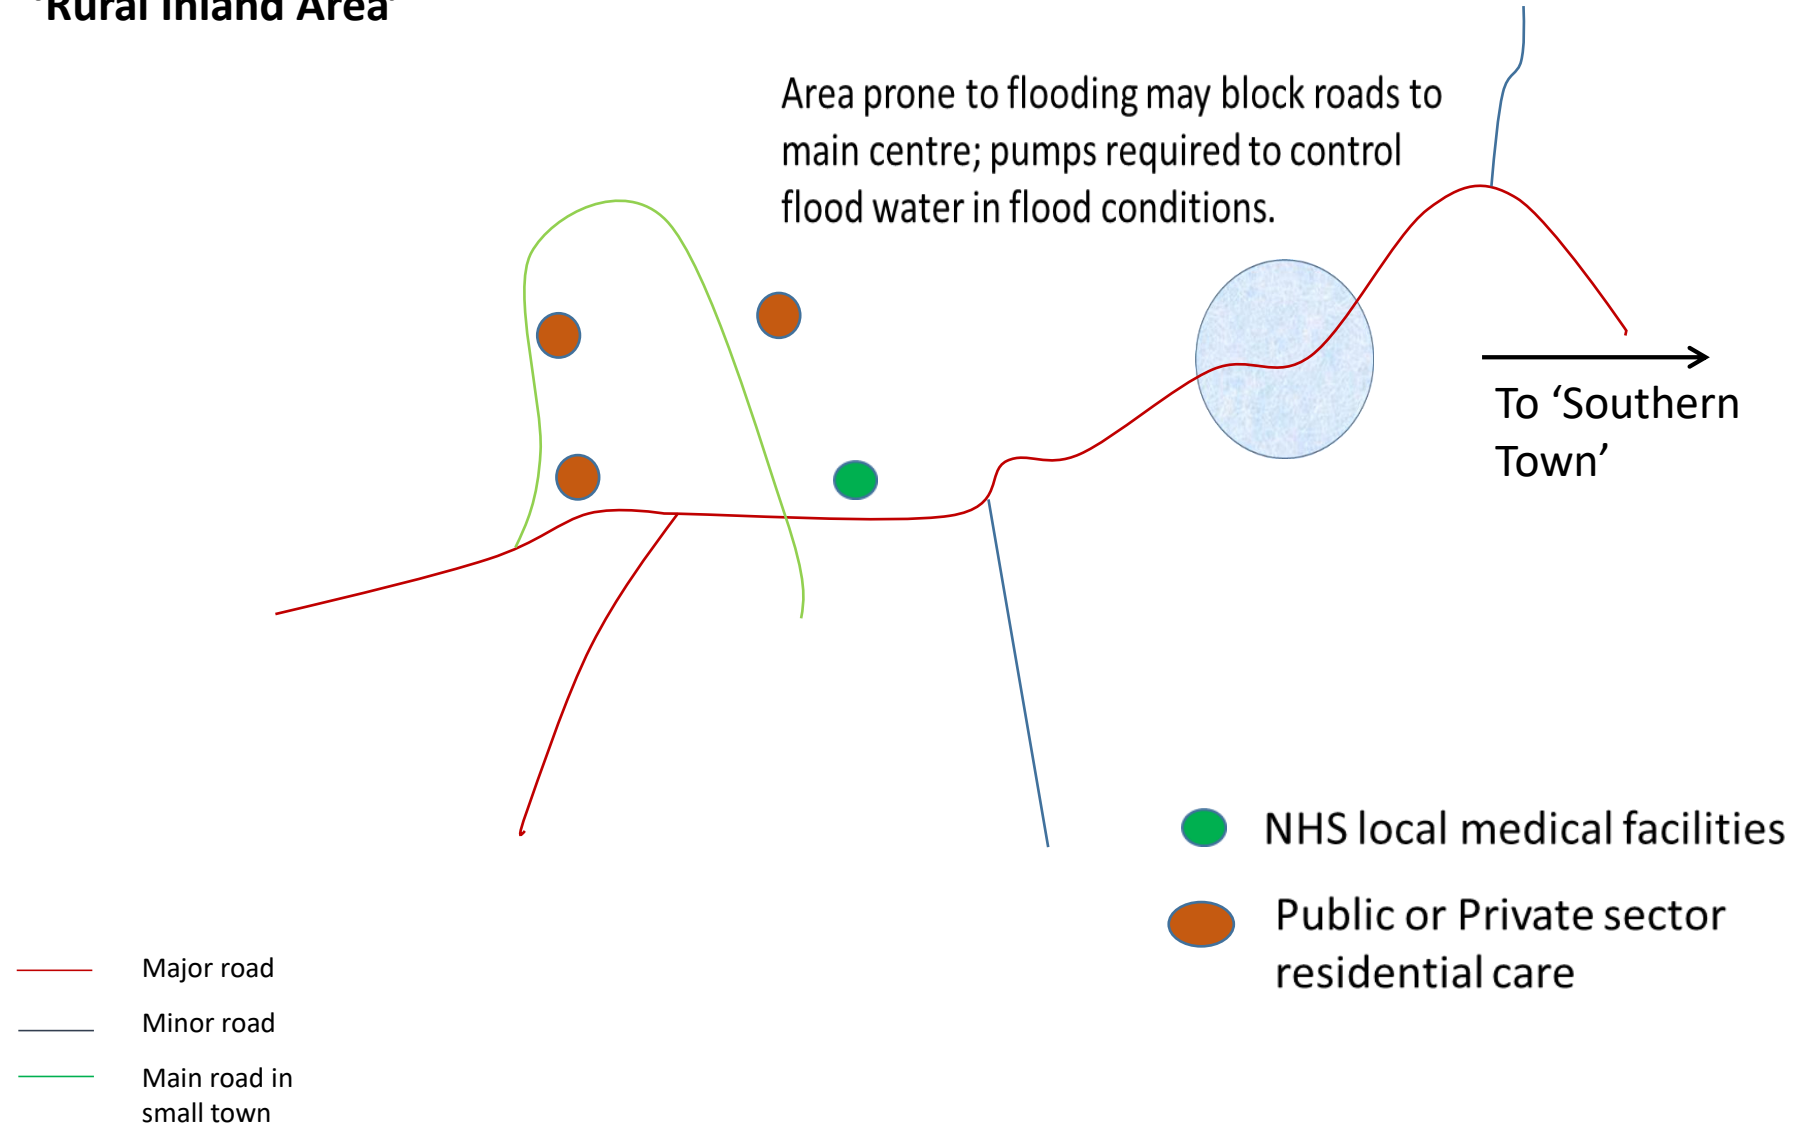 ‘Rural Inland Area’
Area prone to flooding may block roads to
main centre; pumps required to control
flood water in flood conditions.
To ‘Southern
Town’
NHS local medical facilities
Public or Private sector
residential care
Major road
Minor road
Main road in
small town